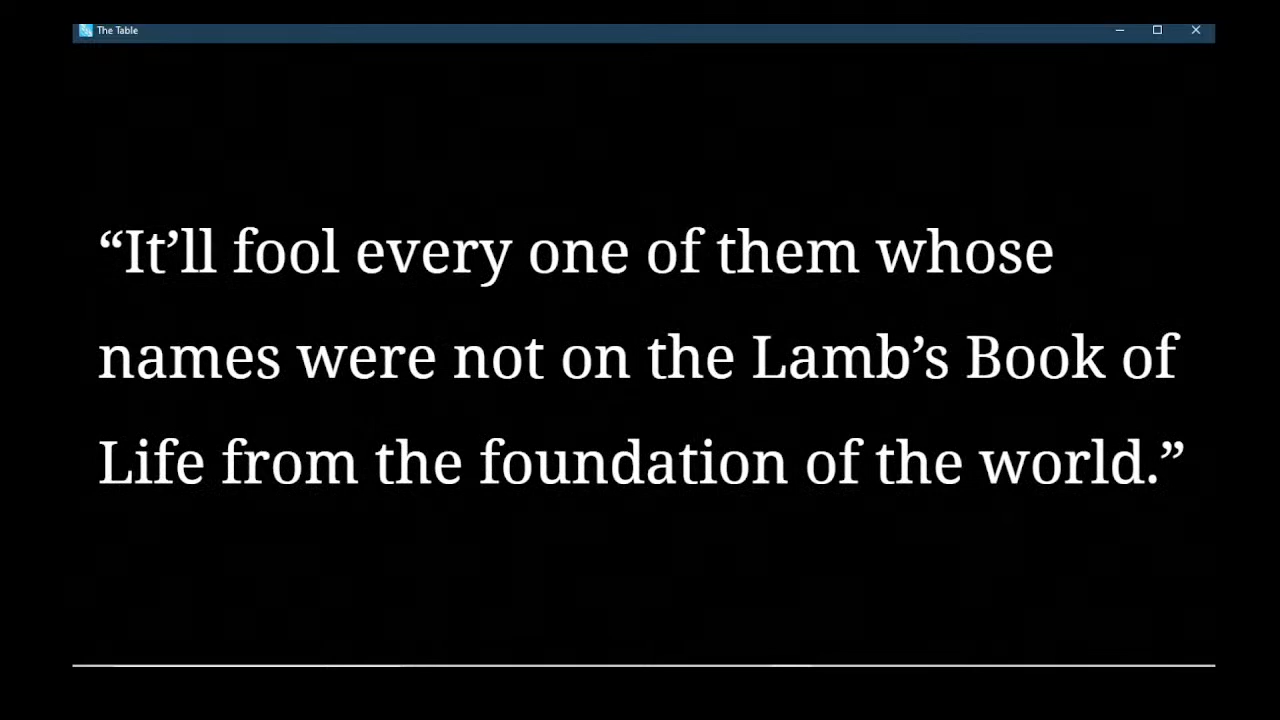 The Table
“It’ll fool every one of them whose
names were not on the Lamb’s Book of
Life from the foundation of the world.”